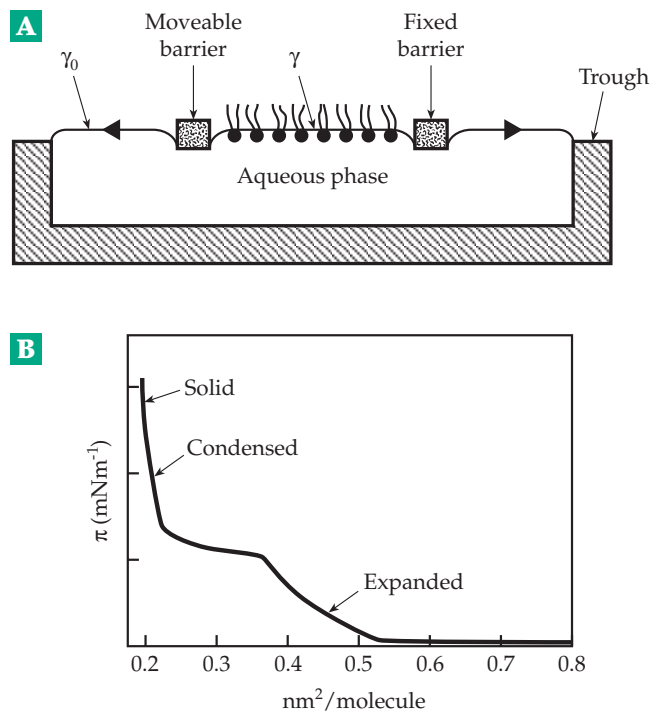 A
Moveable
barrier
Fixed
barrier
γ₀
γ
Trough
Aqueous phase
B
Solid
Condensed
Expanded
π (mNm⁻¹)
0.2 0.3 0.4 0.5 0.6 0.7 0.8
nm²/molecule